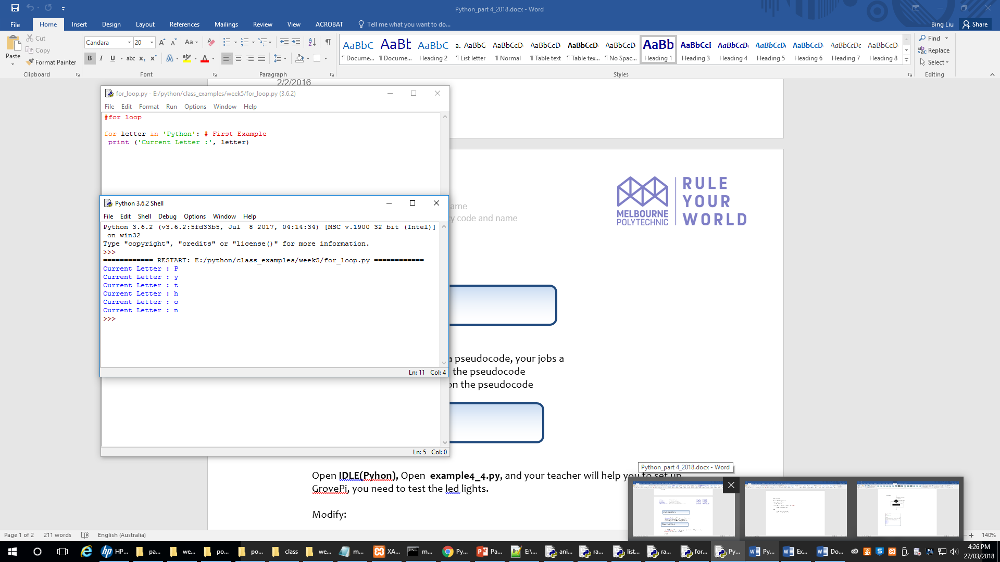 Python_part 4_2018.docx - Word
File Home Insert Design Layout References Mailings Review View ACROBAT Tell me what you want to do... Bing Liu Share
Paste Cut Copy Format Painter Clipboard
Candara 20 Font
Paragraph
AaBbC AaBb AaBbC a. AaBbC AaBbCcD AaBbCcD AaBbCcD AaBbCcD AaBb AaBbCcI AaBbCcD AaBbCcD AaBbCcD AaBbCcDc AaBbCcD
¶ Docume... ¶ Docume... Heading 2 ¶ List letter ¶ Normal ¶ Table text ¶ Table tex... ¶ No Spac... Heading 1 Heading 3 Heading 4 Heading 5 Heading 6 Heading 7 Heading 8
Styles
Find
Replace
Select
Editing
2/2/2016
for_loop.py - E:/python/class_examples/week5/for_loop.py (3.6.2)
File Edit Format Run Options Window Help
#for loop
for letter in 'Python': # First Example
print ('Current Letter :', letter)
Python 3.6.2 Shell
File Edit Shell Debug Options Window Help
Python 3.6.2 (v3.6.2:5fd33b5, Jul 8 2017, 04:14:34) [MSC v.1900 32 bit (Intel)]
on win32
Type "copyright", "credits" or "license()" for more information.
>>>
============ RESTART: E:/python/class_examples/week5/for_loop.py ============
Current Letter : P
Current Letter : y
Current Letter : t
Current Letter : h
Current Letter : o
Current Letter : n
>>>
Ln: 11 Col: 4
Ln: 5 Col: 0
ame
y code and name
MELBOURNE
POLYTECHNIC
RULE
YOUR
WORLD
a pseudocode, your jobs a
the pseudocode
on the pseudocode
Open IDLE(Pyhon), Open example4_4.py, and your teacher will help you to set up
GrovePi, you need to test the led lights.
Modify:
Python_part 4_2018.docx - Word
Page 1 of 2 211 words English (Australia) 140%
HP... pa... we... po... po... class we... m... XA... m... Py... Pa... E:\... ani... ra... list... ra... for... Py... Py... Ex... Do...
4:26 PM
27/03/2018